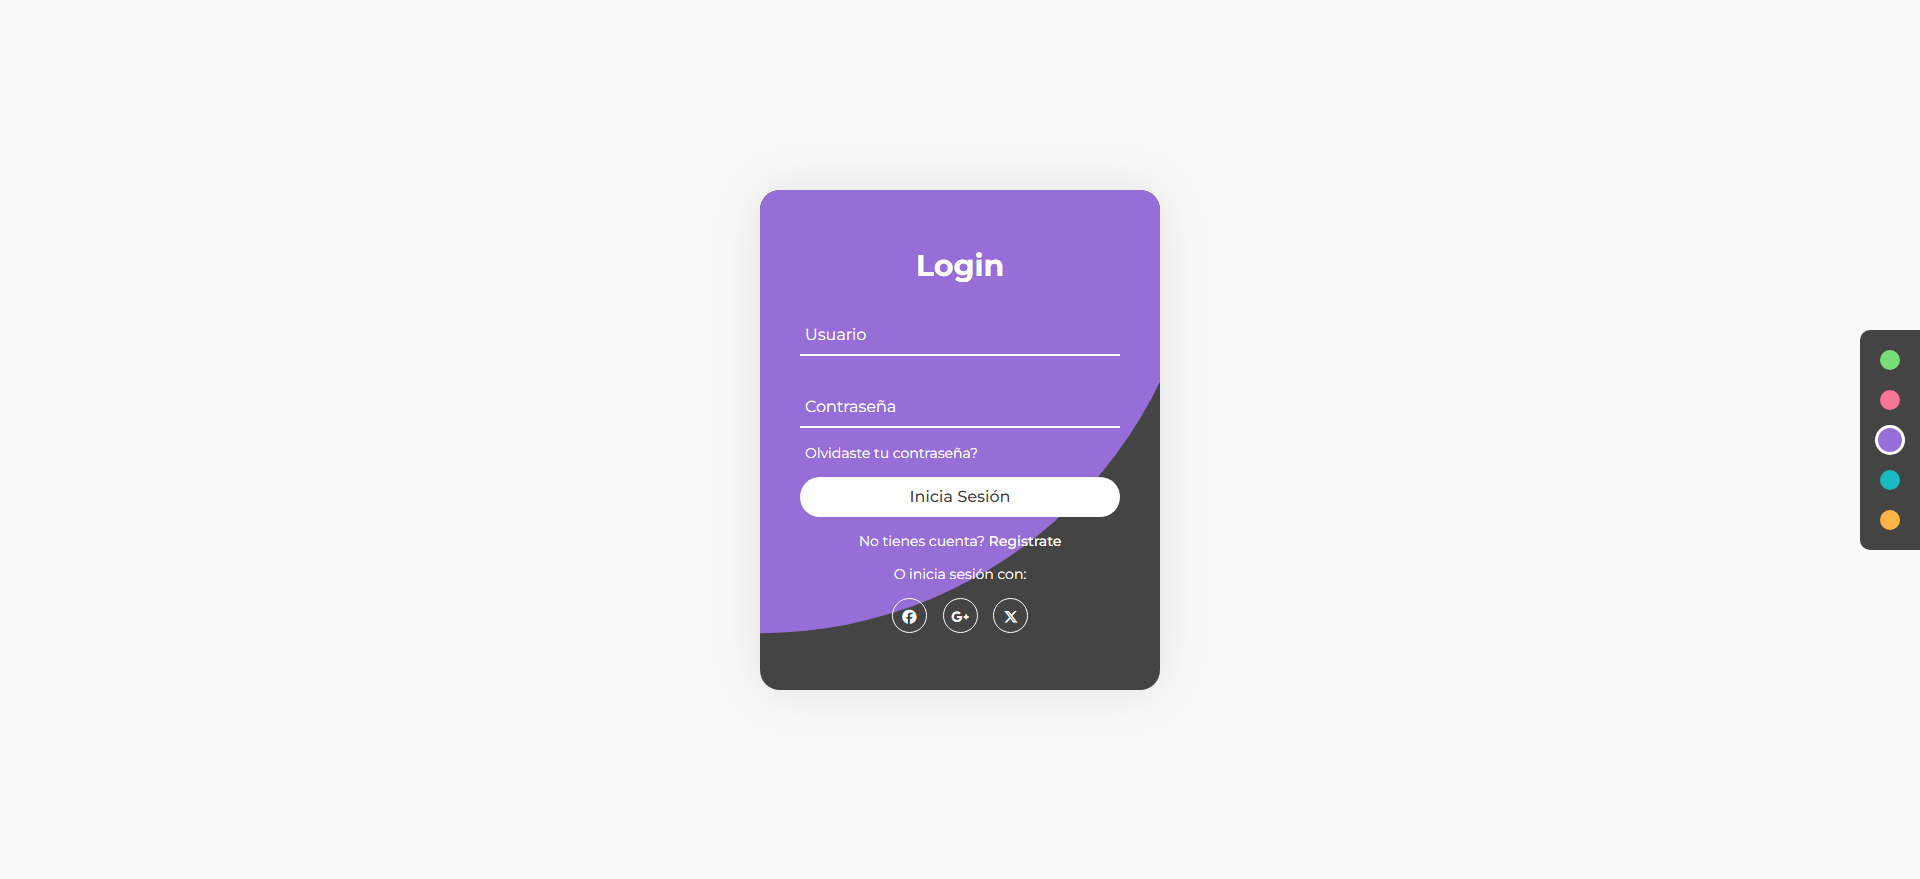 Login
Usuario
Contraseña
Olvidaste tu contraseña?
Inicia Sesión
No tienes cuenta? Registrate
O inicia sesión con:
G+ X